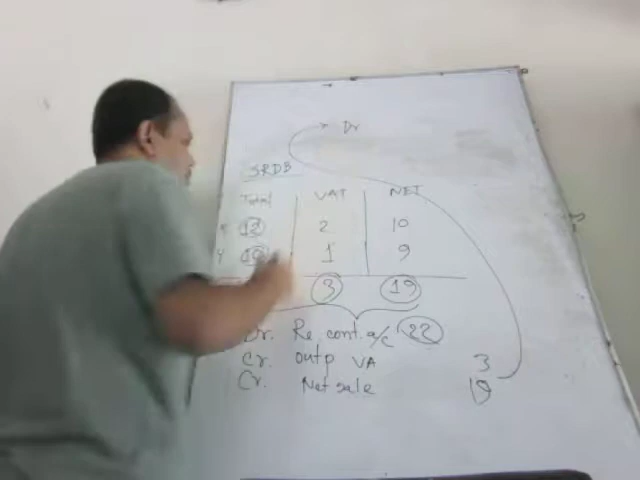 Dr
SRDB
Total VAT NET
12 2 10
10 1 9
3 19
Dr. Re cont. a/c 22
Cr. outp VA 3
Cr. Net sale 19